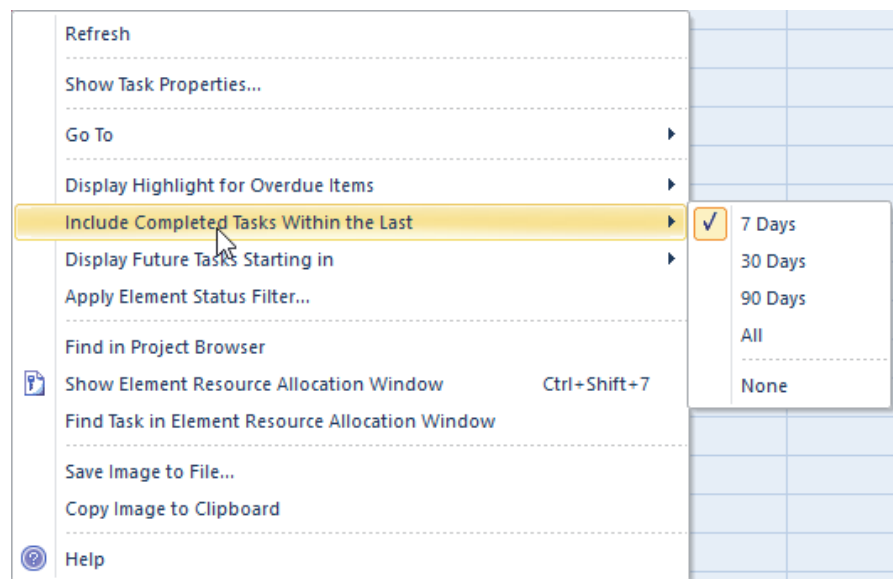 Refresh
Show Task Properties...
Go To
Display Highlight for Overdue Items
Include Completed Tasks Within the Last
Display Future Tasks Starting in
Apply Element Status Filter...
Find in Project Browser
Show Element Resource Allocation Window Ctrl+Shift+7
Find Task in Element Resource Allocation Window
Save Image to File...
Copy Image to Clipboard
Help
7 Days
30 Days
90 Days
All
None